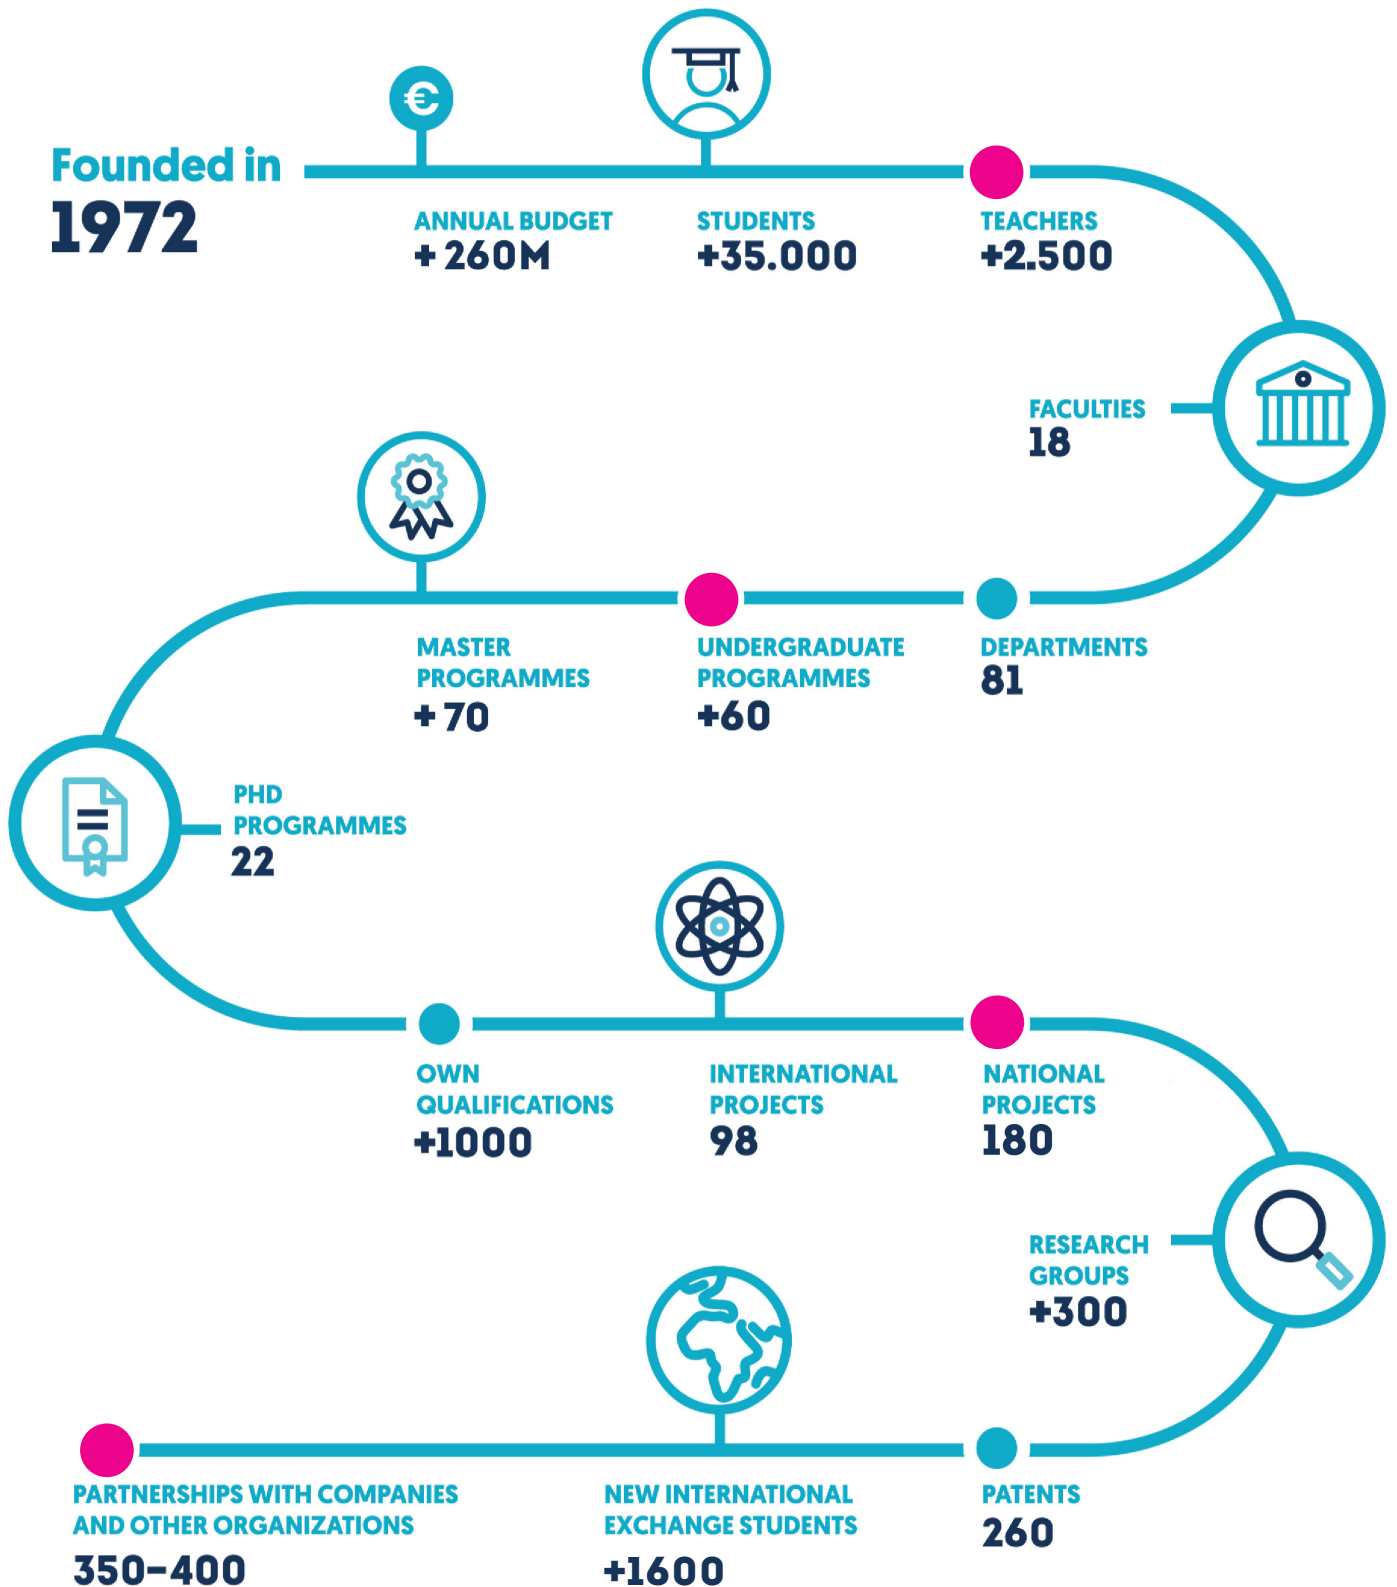 €
Founded in
1972
ANNUAL BUDGET
+ 260M
STUDENTS
+35.000
TEACHERS
+2.500
FACULTIES
18
DEPARTMENTS
81
UNDERGRADUATE
PROGRAMMES
+60
MASTER
PROGRAMMES
+ 70
PHD
PROGRAMMES
22
OWN
QUALIFICATIONS
+1000
INTERNATIONAL
PROJECTS
98
NATIONAL
PROJECTS
180
RESEARCH
GROUPS
+300
PATENTS
260
NEW INTERNATIONAL
EXCHANGE STUDENTS
+1600
PARTNERSHIPS WITH COMPANIES
AND OTHER ORGANIZATIONS
350–400